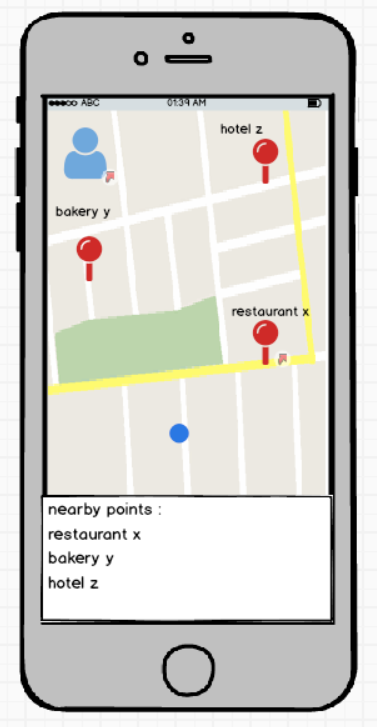 ABC 01:39 AM
hotel z
bakery y
restaurant x
nearby points :
restaurant x
bakery y
hotel z